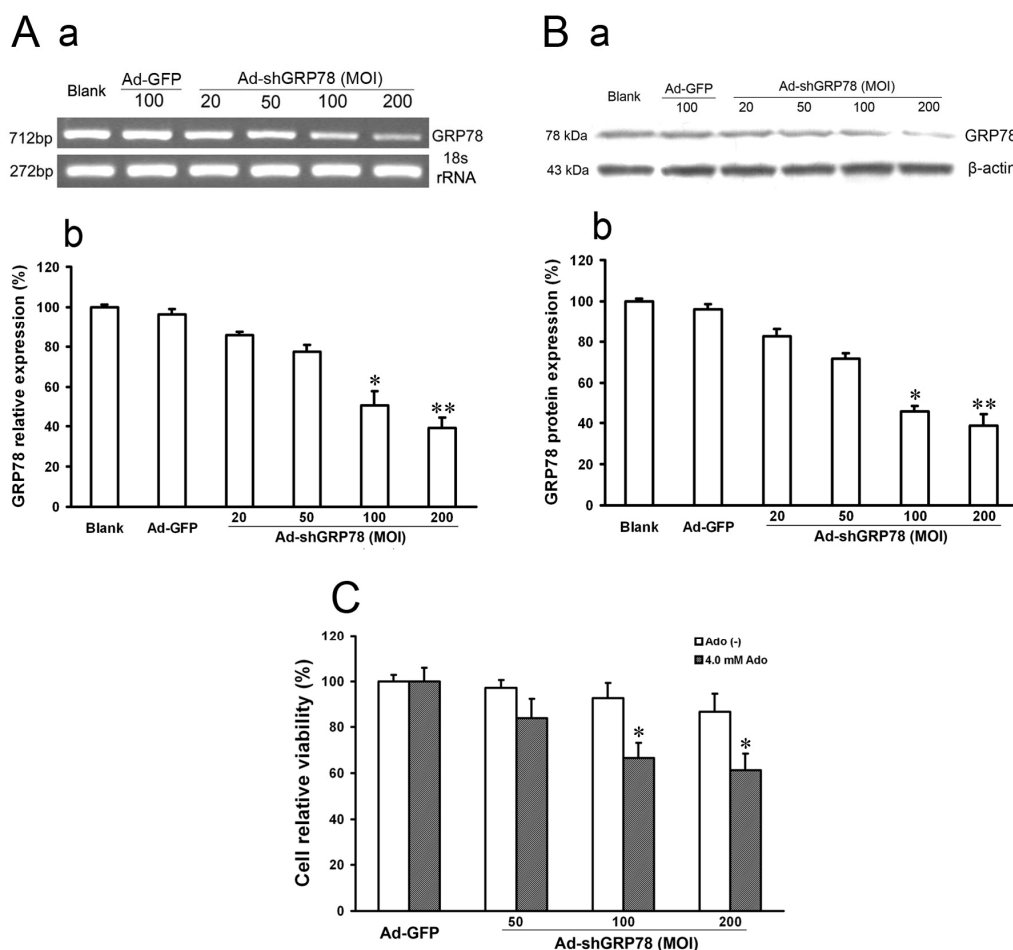 A a
Blank Ad-GFP Ad-shGRP78 (MOI)
100 20 50 100 200
712bp GRP78
272bp 18s rRNA
b
GRP78 relative expression (%)
120
100
80
60
40
20
0
* **
Blank Ad-GFP 20 50 100 200
Ad-shGRP78 (MOI)
B a
Blank Ad-GFP Ad-shGRP78 (MOI)
100 20 50 100 200
78 kDa GRP78
43 kDa β-actin
b
GRP78 protein expression (%)
120
100
80
60
40
20
0
* **
Blank Ad-GFP 20 50 100 200
Ad-shGRP78 (MOI)
C
Cell relative viability (%)
120
100
80
60
40
20
0
Ado (-)
4.0 mM Ado
* *
Ad-GFP 50 100 200
Ad-shGRP78 (MOI)